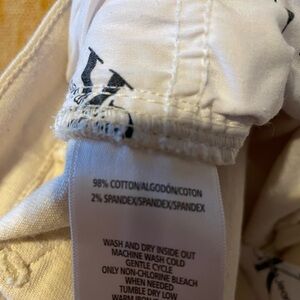 98% COTTON/ALGODÓN/COTON
2% SPANDEX/SPANDEX/SPANDEX
WASH AND DRY INSIDE OUT
MACHINE WASH COLD
GENTLE CYCLE
ONLY NON-CHLORINE BLEACH
WHEN NEEDED
TUMBLE DRY LOW